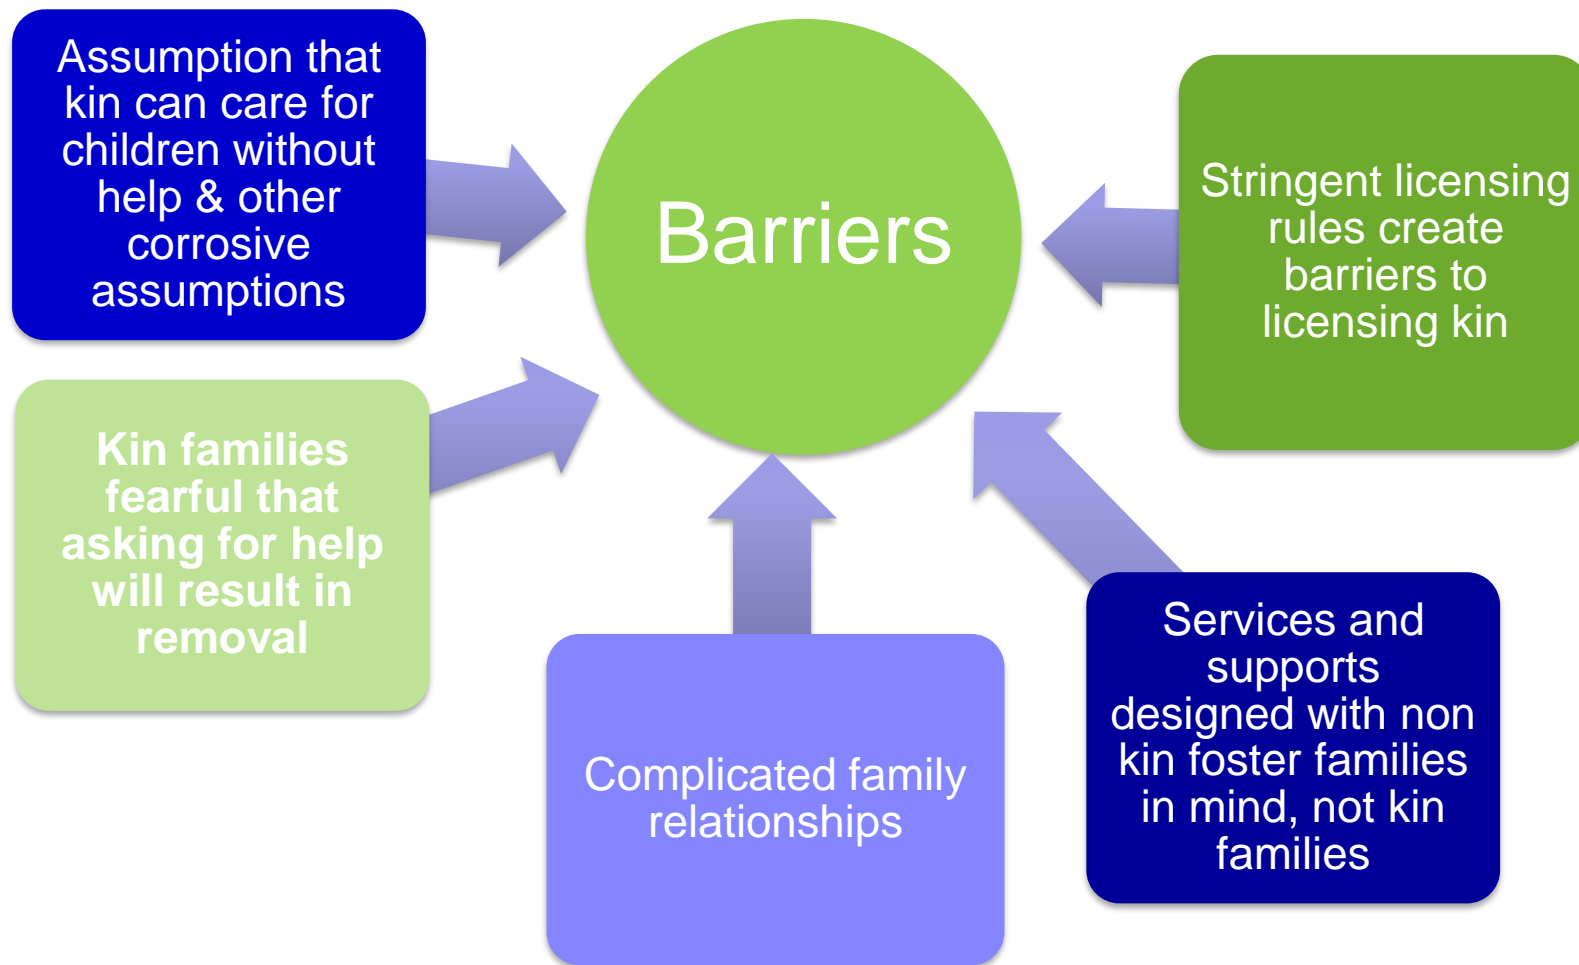 Assumption that
kin can care for
children without
help & other
corrosive
assumptions
Barriers
Stringent licensing
rules create
barriers to
licensing kin
Kin families
fearful that
asking for help
will result in
removal
Complicated family
relationships
Services and
supports
designed with non
kin foster families
in mind, not kin
families